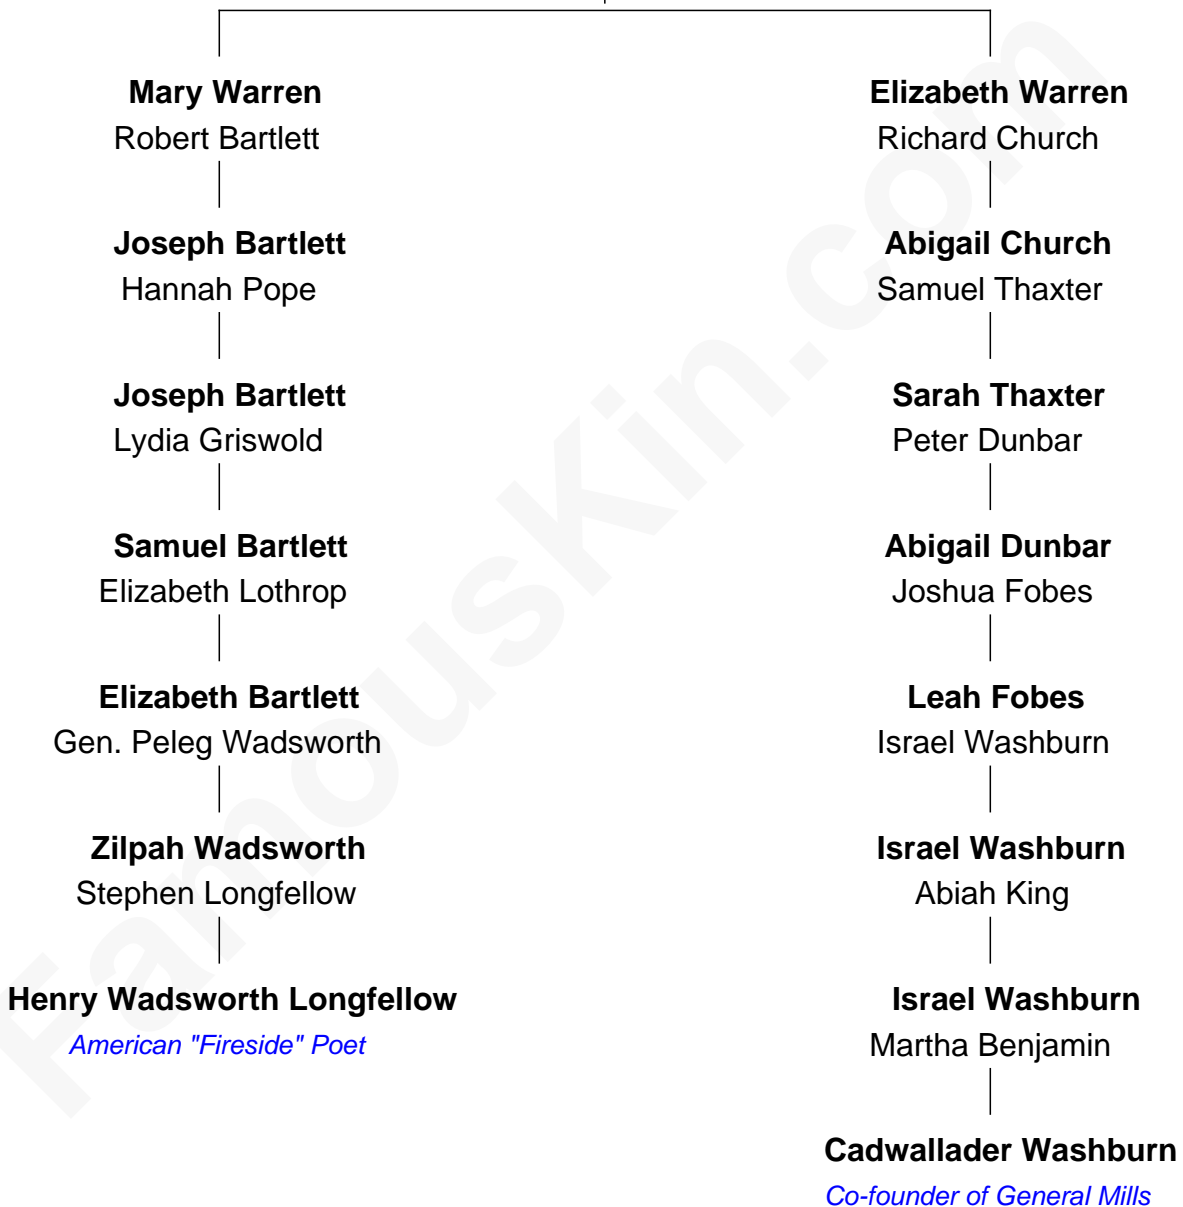 Mary Warren
Robert Bartlett
Joseph Bartlett
Hannah Pope
Joseph Bartlett
Lydia Griswold
Samuel Bartlett
Elizabeth Lothrop
Elizabeth Bartlett
Gen. Peleg Wadsworth
Zilpah Wadsworth
Stephen Longfellow
Henry Wadsworth Longfellow
American "Fireside" Poet
Elizabeth Warren
Richard Church
Abigail Church
Samuel Thaxter
Sarah Thaxter
Peter Dunbar
Abigail Dunbar
Joshua Fobes
Leah Fobes
Israel Washburn
Israel Washburn
Abiah King
Israel Washburn
Martha Benjamin
Cadwallader Washburn
Co-founder of General Mills
FamousKin.com